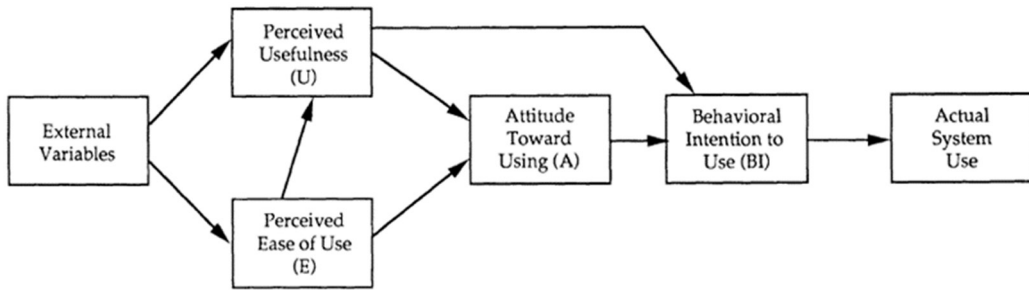 External
Variables
Perceived
Usefulness
(U)
Perceived
Ease of Use
(E)
Attitude
Toward
Using (A)
Behavioral
Intention to
Use (BI)
Actual
System
Use